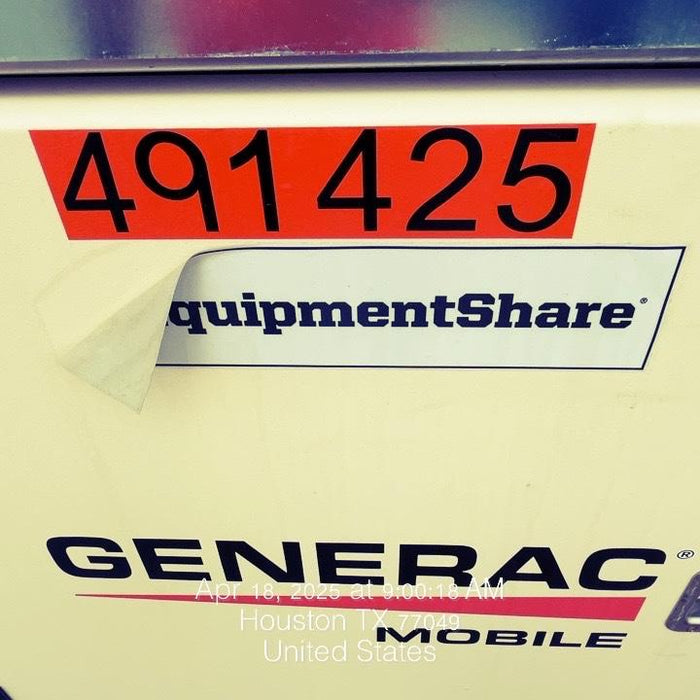 491425
quipmentShare®
GENERAC®
MOBILE
Apr 18, 2025 at 9:00:18 AM
Houston TX 77049
United States